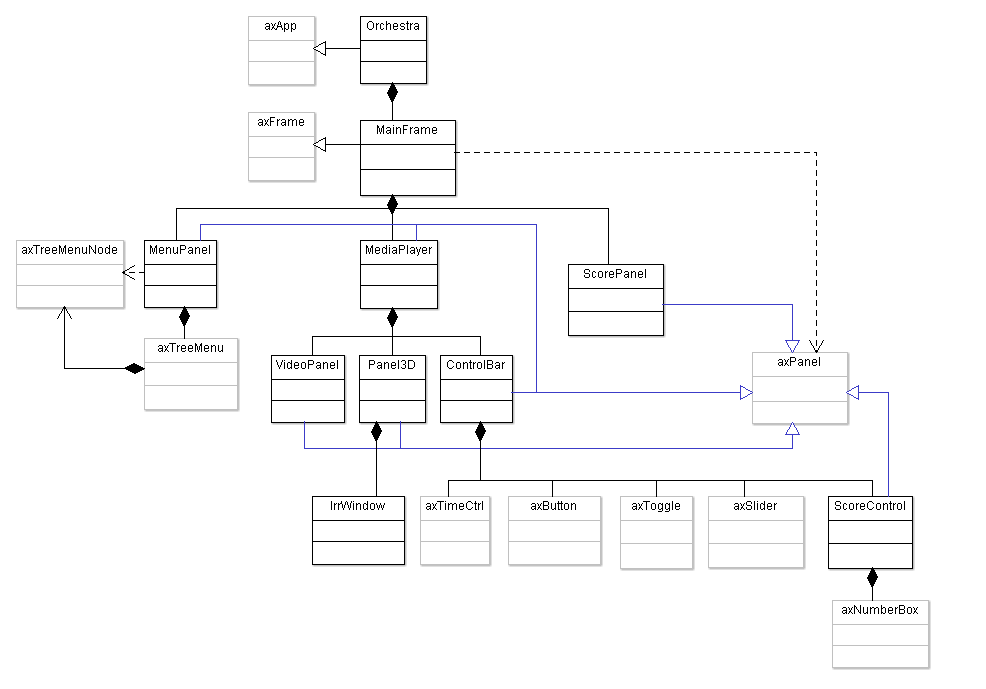 axApp
Orchestra
axFrame
MainFrame
axTreeMenuNode
MenuPanel
MediaPlayer
ScorePanel
axTreeMenu
VideoPanel
Panel3D
ControlBar
axPanel
IrrWindow
axTimeCtrl
axButton
axToggle
axSlider
ScoreControl
axNumberBox